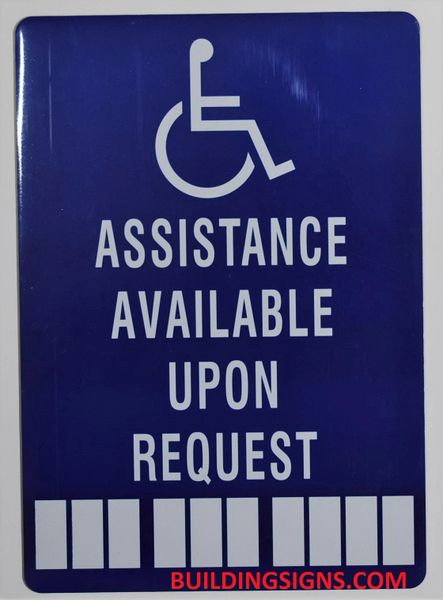 ASSISTANCE
AVAILABLE
UPON
REQUEST
BUILDINGSIGNS.COM